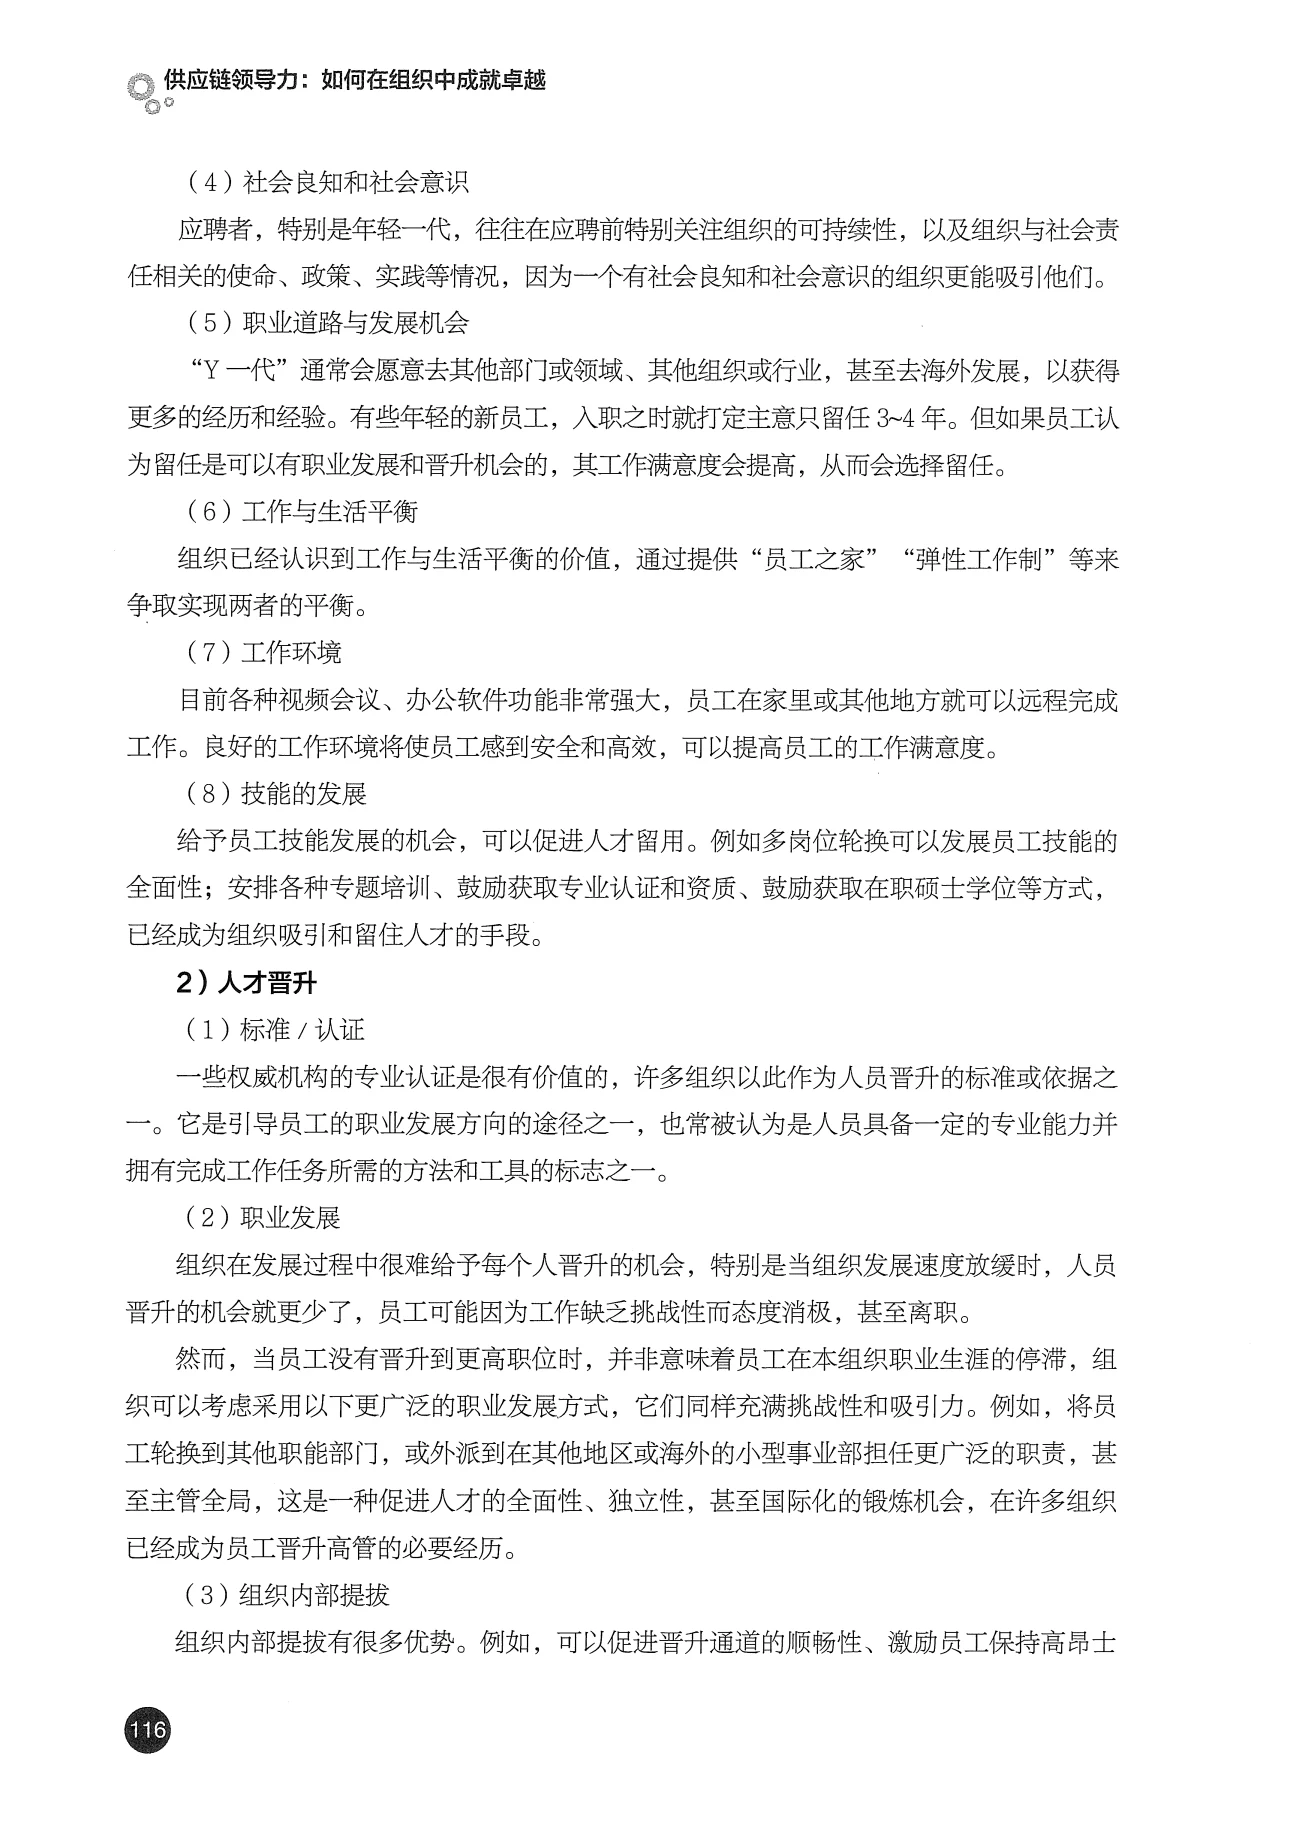 供应链领导力：如何在组织中成就卓越
（4）社会良知和社会意识
应聘者，特别是年轻一代，往往在应聘前特别关注组织的可持续性，以及组织与社会责
任相关的使命、政策、实践等情况，因为一个有社会良知和社会意识的组织更能吸引他们。
（5）职业道路与发展机会
“Y 一代”通常会愿意去其他部门或领域、其他组织或行业，甚至去海外发展，以获得
更多的经历和经验。有些年轻的新员工，入职之时就打定主意只留任 3~4 年。但如果员工认
为留任是可以有职业发展和晋升机会的，其工作满意度会提高，从而会选择留任。
（6）工作与生活平衡
组织已经认识到工作与生活平衡的价值，通过提供“员工之家”“弹性工作制”等来
争取实现两者的平衡。
（7）工作环境
目前各种视频会议、办公软件功能非常强大，员工在家里或其他地方就可以远程完成
工作。良好的工作环境将使员工感到安全和高效，可以提高员工的工作满意度。
（8）技能的发展
给予员工技能发展的机会，可以促进人才留用。例如多岗位轮换可以发展员工技能的
全面性；安排各种专题培训、鼓励获取专业认证和资质、鼓励获取在职硕士学位等方式，
已经成为组织吸引和留住人才的手段。
2）人才晋升
（1）标准 / 认证
一些权威机构的专业认证是很有价值的，许多组织以此作为人员晋升的标准或依据之
一。它是引导员工的职业发展方向的途径之一，也常被认为是人员具备一定的专业能力并
拥有完成工作任务所需的方法和工具的标志之一。
（2）职业发展
组织在发展过程中很难给予每个人晋升的机会，特别是当组织发展速度放缓时，人员
晋升的机会就更少了，员工可能因为工作缺乏挑战性而态度消极，甚至离职。
然而，当员工没有晋升到更高职位时，并非意味着员工在本组织职业生涯的停滞，组
织可以考虑采用以下更广泛的职业发展方式，它们同样充满挑战性和吸引力。例如，将员
工轮换到其他职能部门，或外派到在其他地区或海外的小型事业部担任更广泛的职责，甚
至主管全局，这是一种促进人才的全面性、独立性，甚至国际化的锻炼机会，在许多组织
已经成为员工晋升高管的必要经历。
（3）组织内部提拔
组织内部提拔有很多优势。例如，可以促进晋升通道的顺畅性、激励员工保持高昂士
116